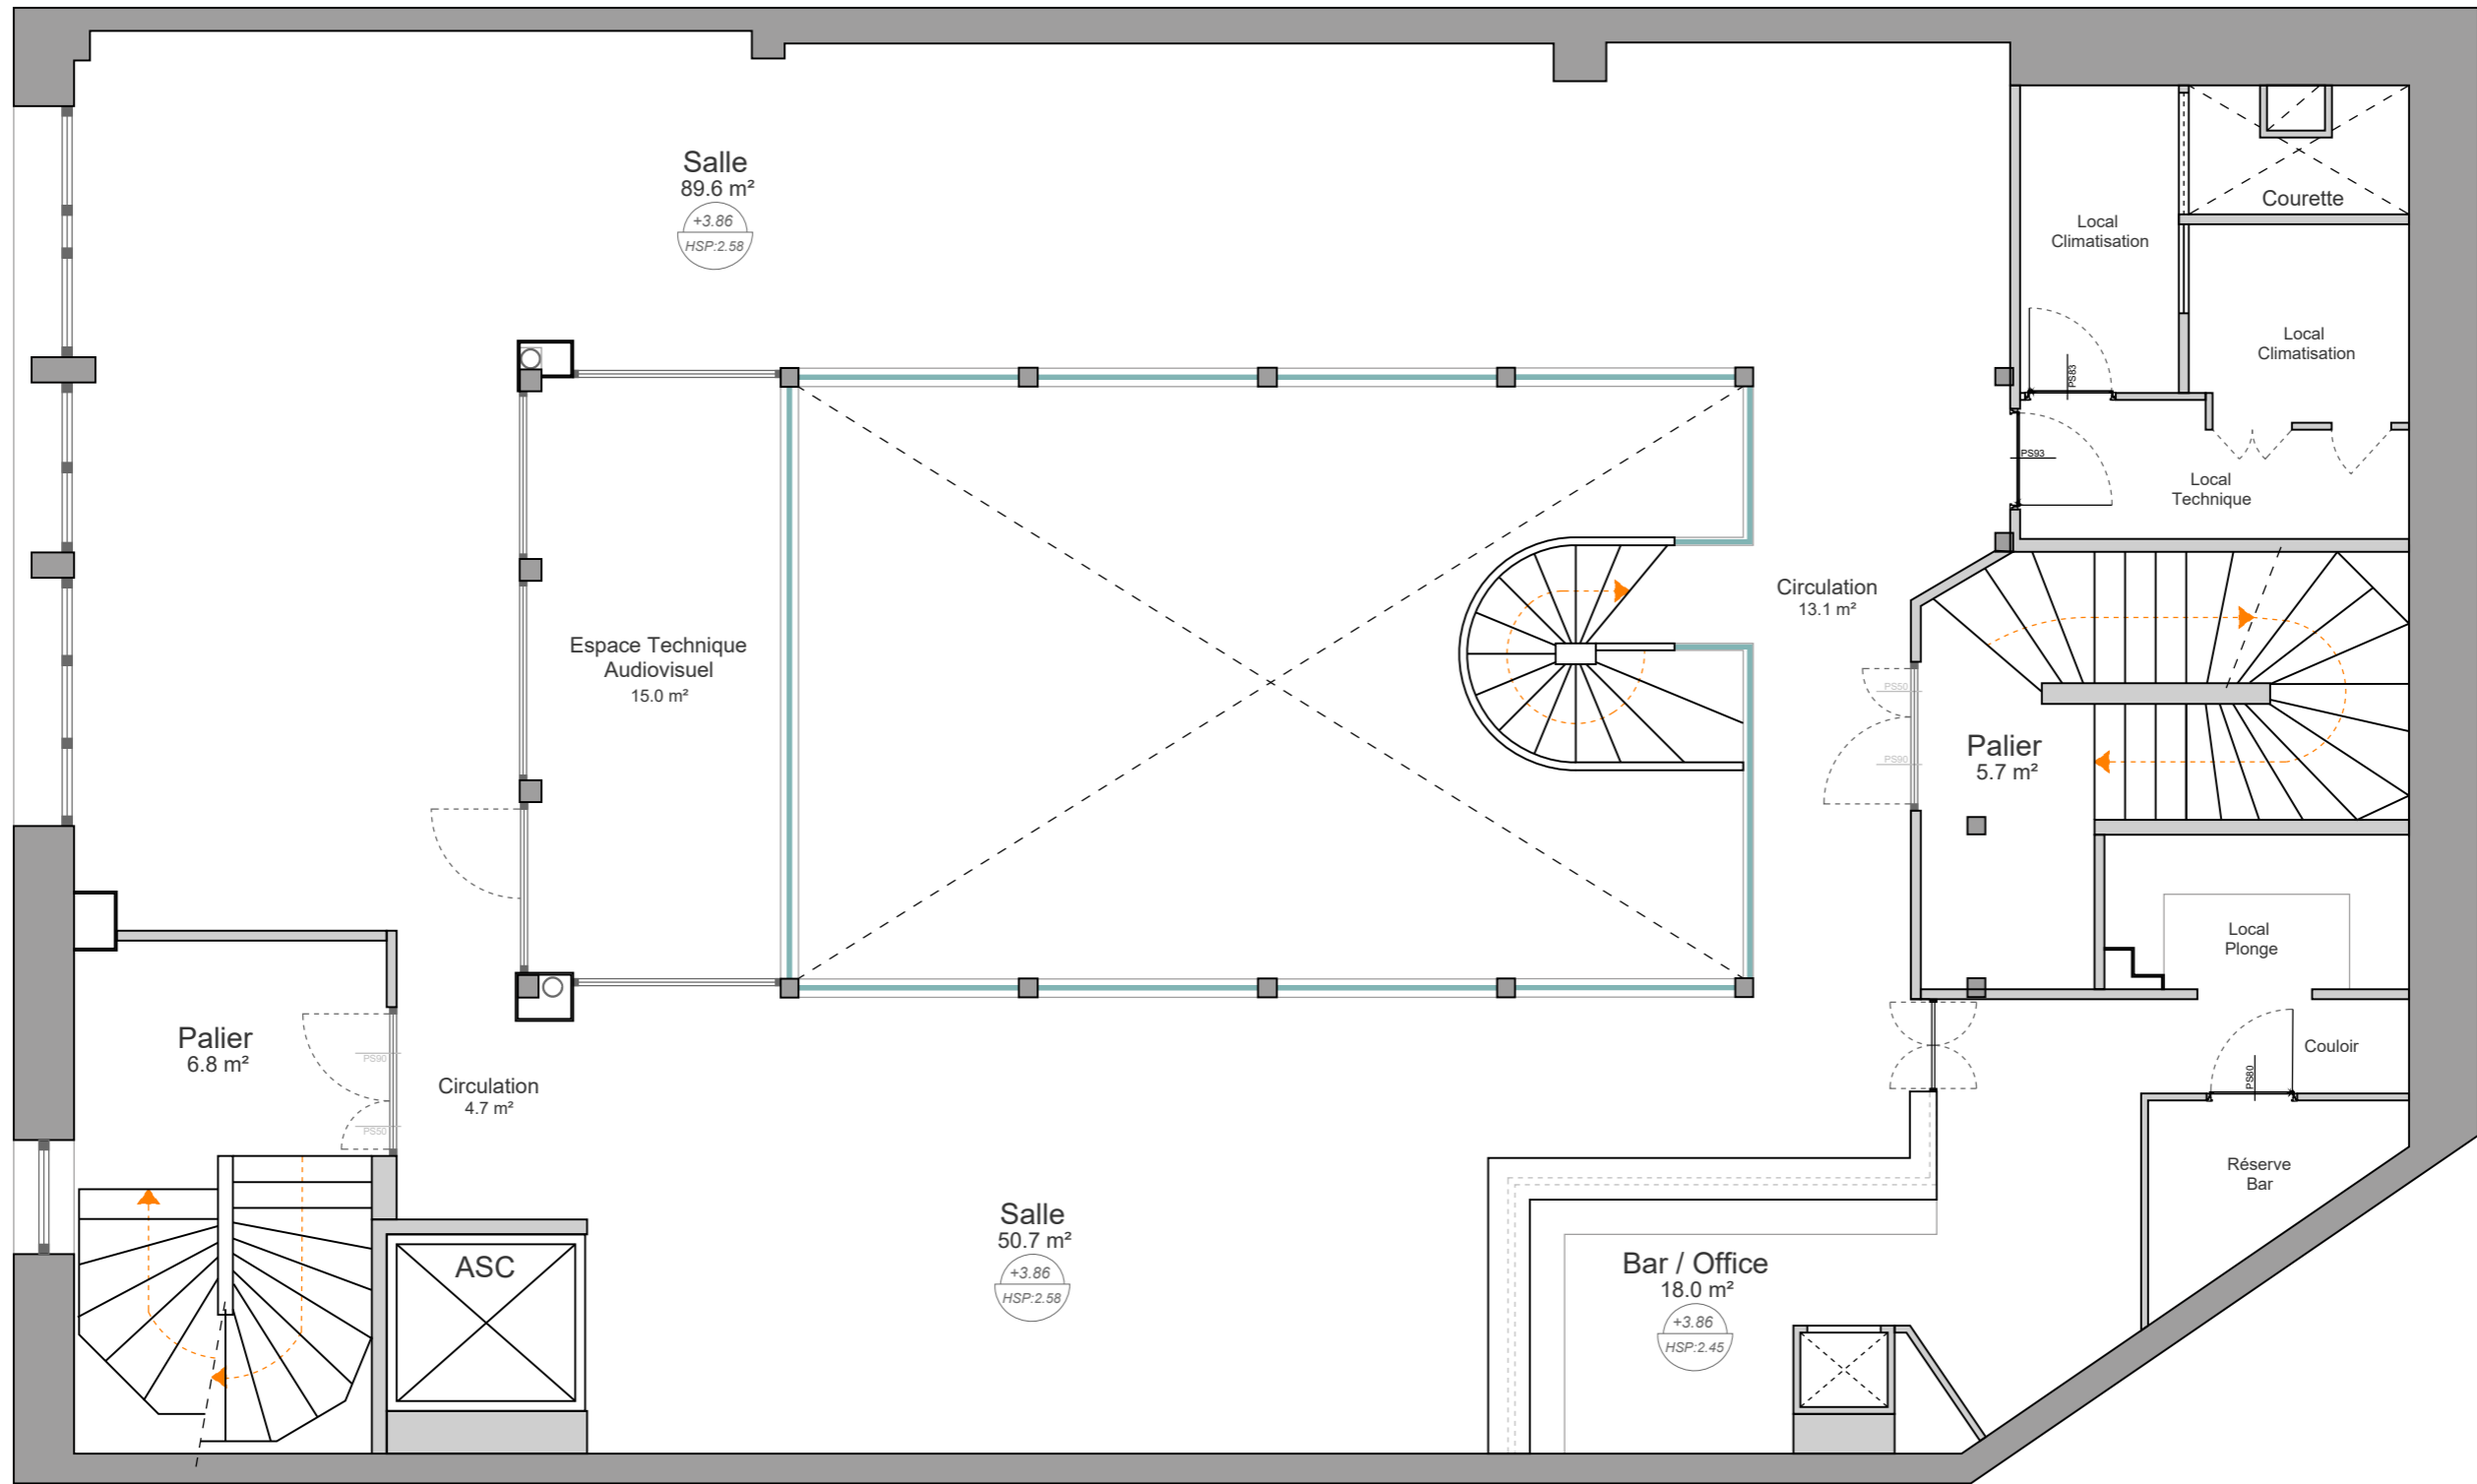 Salle
89.6 m²
+3.86
HSP:2.58
Courette
Local
Climatisation
Local
Climatisation
PS83
PS93
Local
Technique
Circulation
13.1 m²
Espace Technique
Audiovisuel
15.0 m²
PS50
PS90
Palier
5.7 m²
Local
Plonge
Palier
6.8 m²
PS90
PS50
Circulation
4.7 m²
Couloir
PS80
Réserve
Bar
Salle
50.7 m²
+3.86
HSP:2.58
ASC
Bar / Office
18.0 m²
+3.86
HSP:2.45